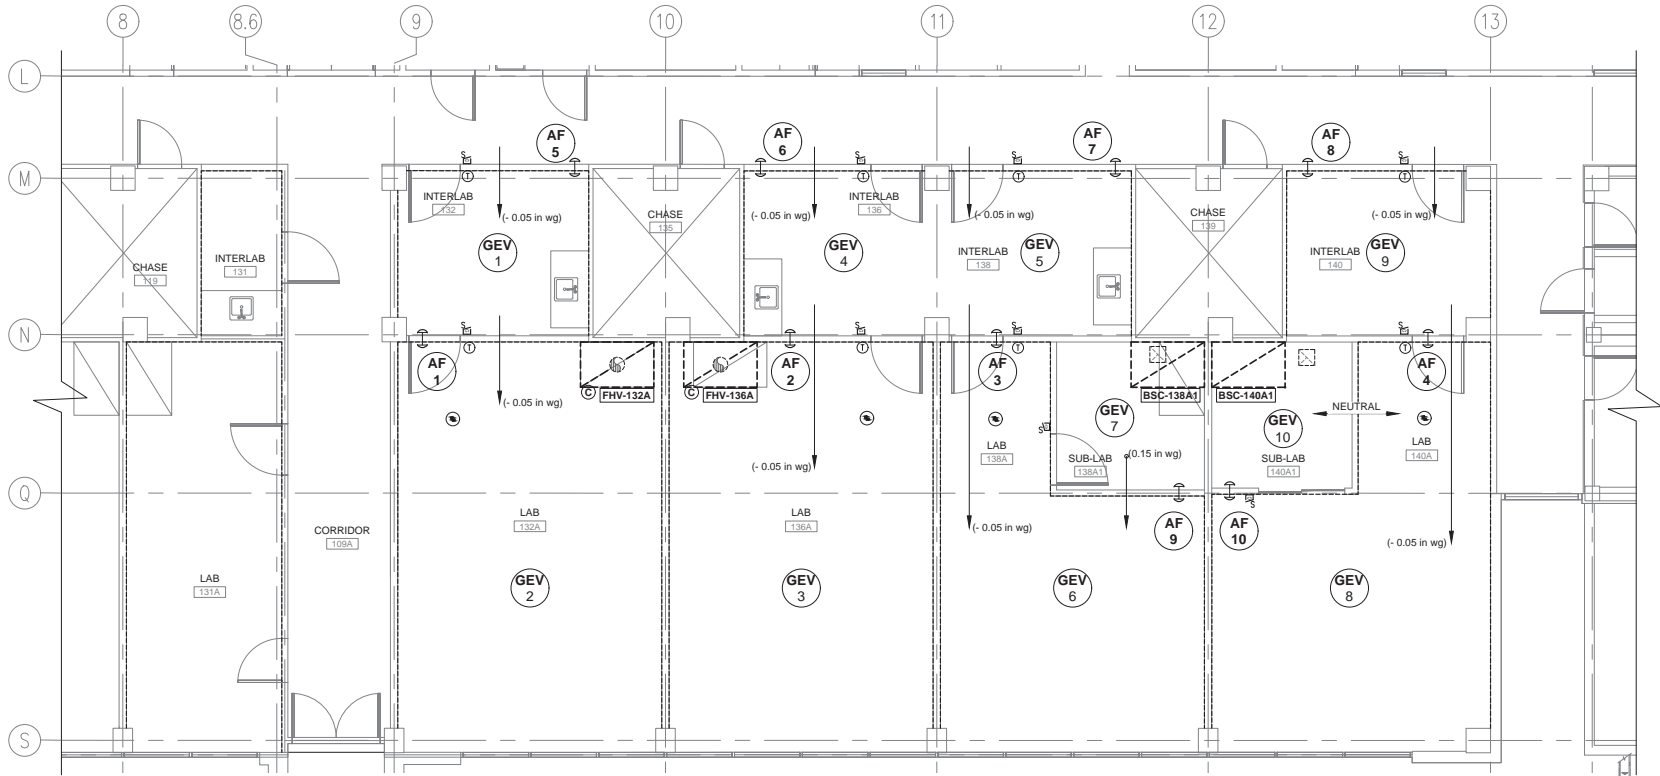 8
8.6
9
10
11
12
13
L
M
N
Q
S
AF
5
AF
6
AF
7
AF
8
S
S
S
S
T
T
T
T
INTERLAB
132
(- 0.05 in wg)
CHASE
135
(- 0.05 in wg)
INTERLAB
136
(- 0.05 in wg)
CHASE
139
(- 0.05 in wg)
GEV
1
GEV
4
INTERLAB
138
GEV
5
INTERLAB
140
GEV
9
CHASE
119
INTERLAB
131
S
S
S
S
T
T
T
T
AF
1
AF
2
AF
3
AF
4
C
FHV-132A
C
FHV-136A
BSC-138A1
BSC-140A1
(- 0.05 in wg)
NEUTRAL
GEV
7
GEV
10
S
LAB
138A
SUB-LAB
138A1
(0.15 in wg)
SUB-LAB
140A1
LAB
140A
(- 0.05 in wg)
S
LAB
132A
LAB
136A
(- 0.05 in wg)
AF
9
AF
10
(- 0.05 in wg)
CORRIDOR
109A
LAB
131A
GEV
2
GEV
3
GEV
6
GEV
8